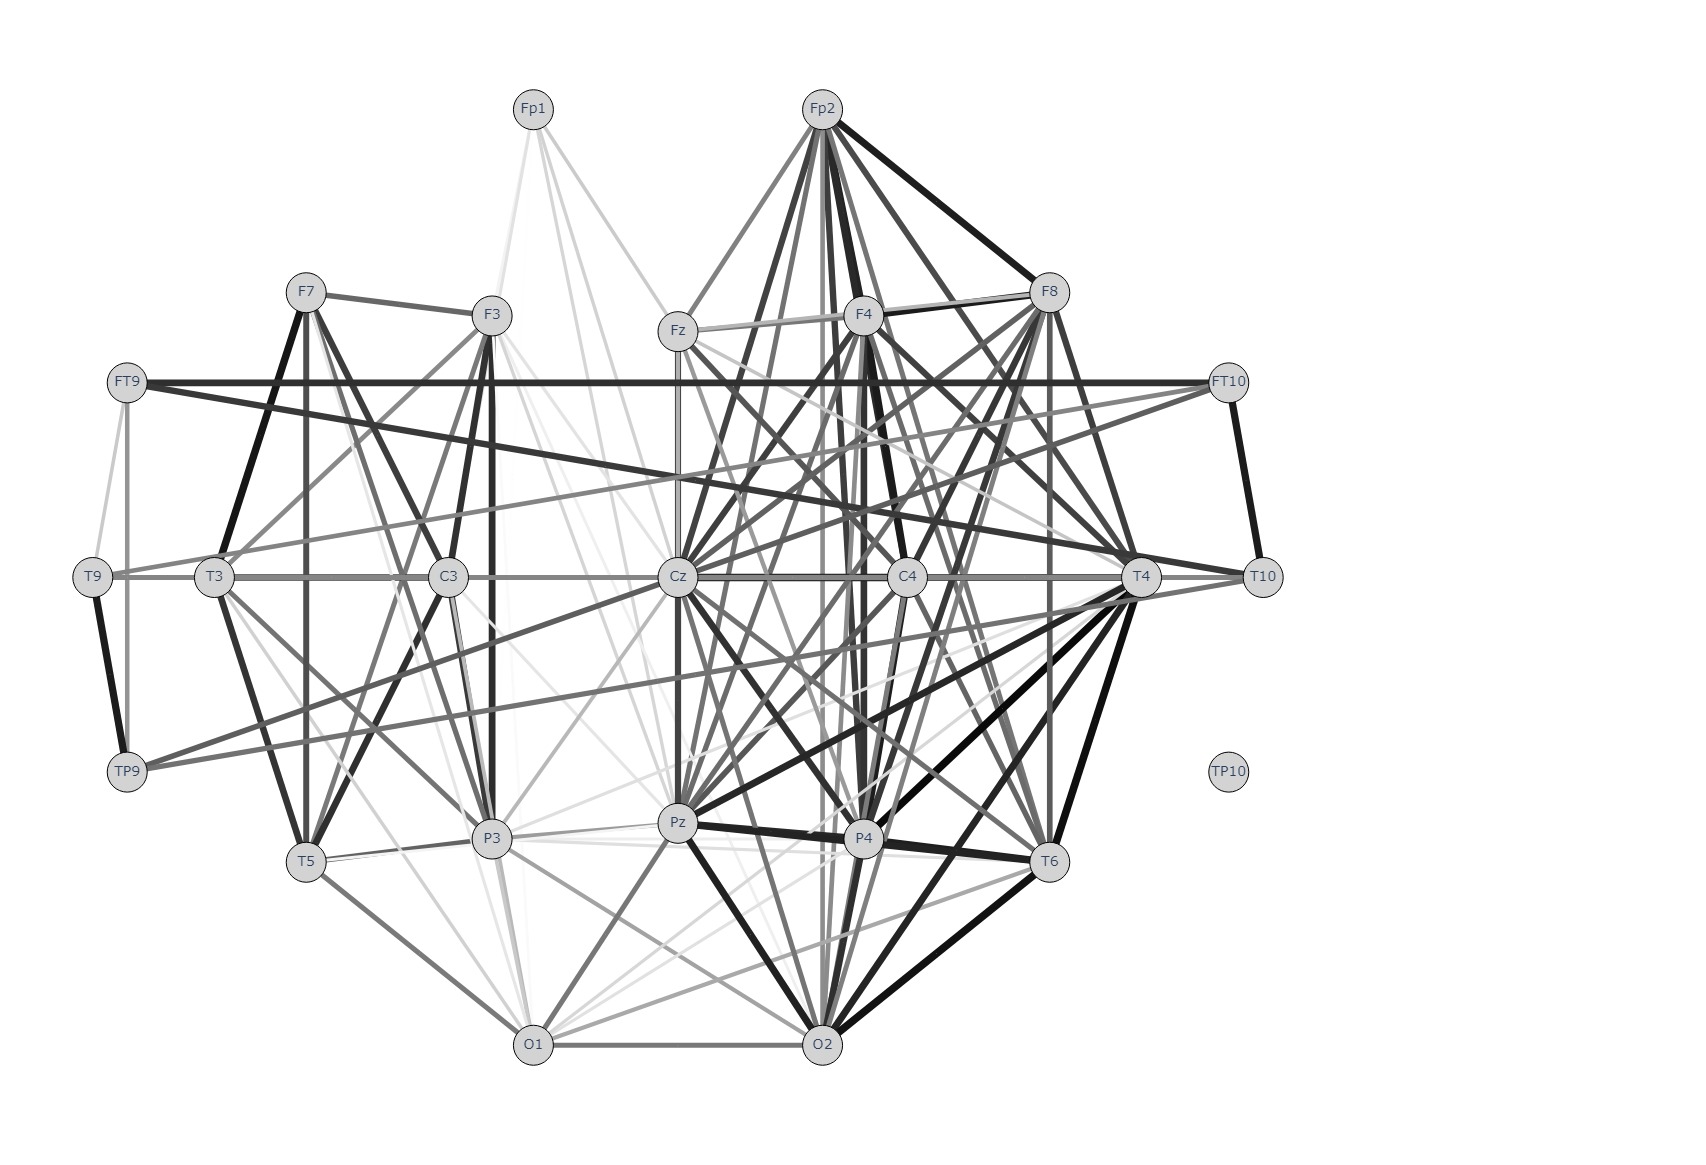 Fp1 Fp2
F7 F3 Fz F4 F8
FT9 FT10
T9 T3 C3 Cz C4 T4 T10
TP9 TP10
T5 P3 Pz P4 T6
O1 O2